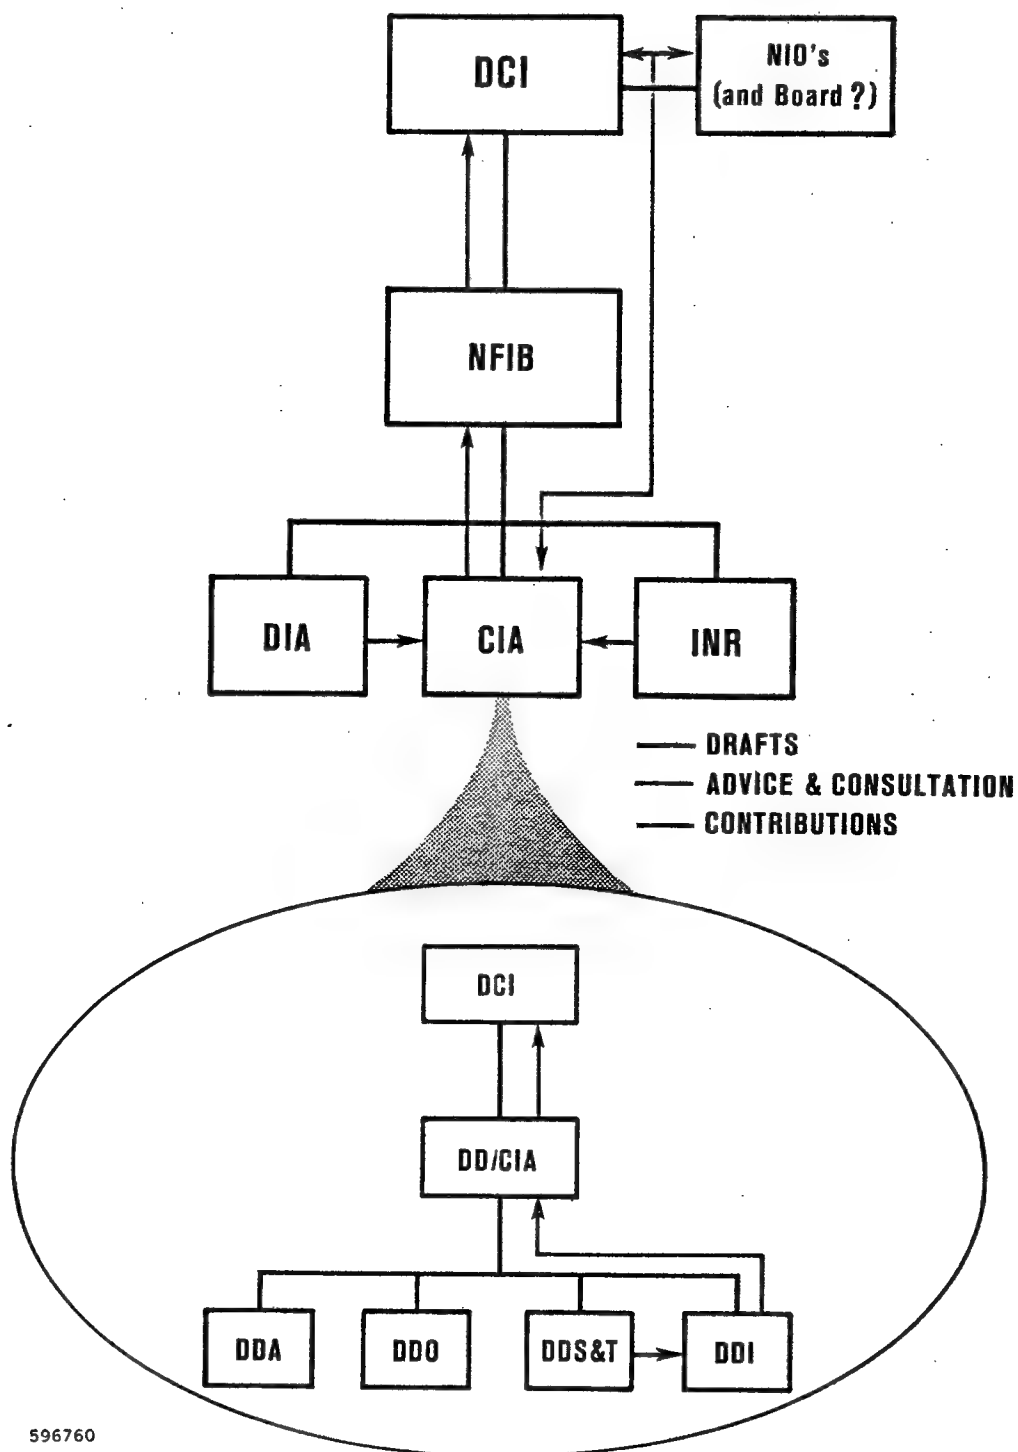 DCI
NIO's
(and Board ?)
NFIB
DIA
CIA
INR
DRAFTS
ADVICE & CONSULTATION
CONTRIBUTIONS
DCI
DD/CIA
DDA
DDO
DDS&T
DDI
596760